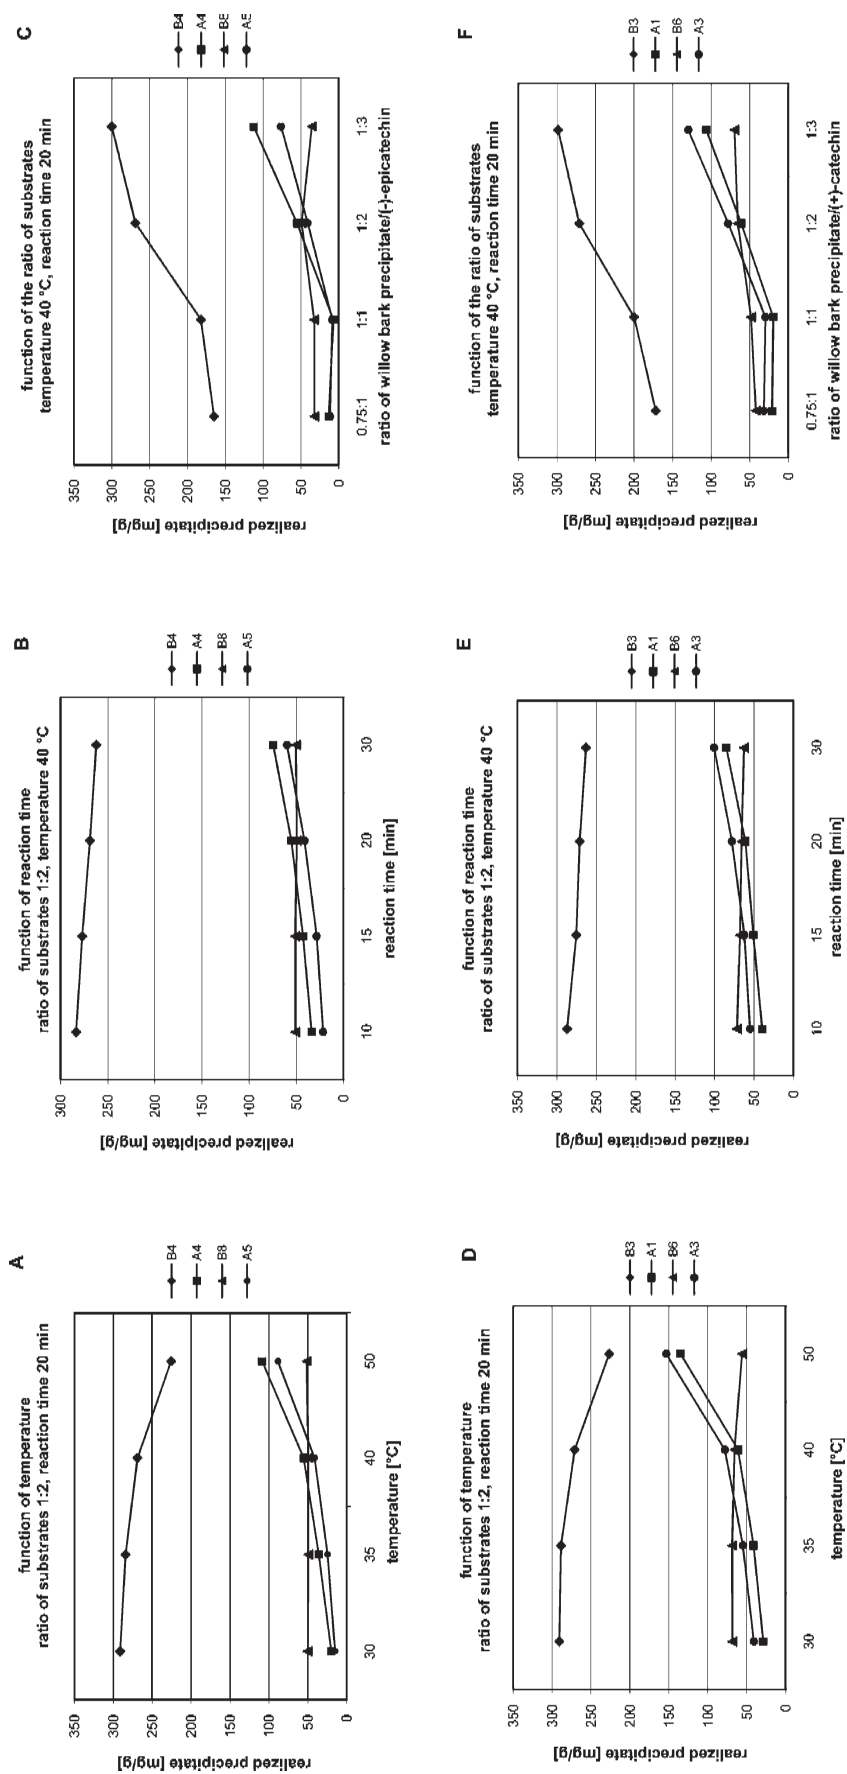 A
function of temperature
ratio of substrates 1:2, reaction time 20 min
realized precipitate [mg/g]
350
300
250
200
150
100
50
0
30
35
40
50
temperature [°C]
B4
A4
B8
A5
B
function of reaction time
ratio of substrates 1:2, temperature 40 °C
realized precipitate [mg/g]
300
250
200
150
100
50
0
10
15
20
30
reaction time [min]
B4
A4
B8
A5
C
function of the ratio of substrates
temperature 40 °C, reaction time 20 min
realized precipitate [mg/g]
350
300
250
200
150
100
50
0
0.75:1
1:1
1:2
1:3
ratio of willow bark precipitate/(-)-epicatechin
B4
A4
B8
A5
D
function of temperature
ratio of substrates 1:2, reaction time 20 min
realized precipitate [mg/g]
350
300
250
200
150
100
50
0
30
35
40
50
temperature [°C]
B3
A1
B6
A3
E
function of reaction time
ratio of substrates 1:2, temperature 40 °C
realized precipitate [mg/g]
350
300
250
200
150
100
50
0
10
15
20
30
reaction time [min]
B3
A1
B6
A3
F
function of the ratio of substrates
temperature 40 °C, reaction time 20 min
realized precipitate [mg/g]
350
300
250
200
150
100
50
0
0.75:1
1:1
1:2
1:3
ratio of willow bark precipitate/(+)-catechin
B3
A1
B6
A3